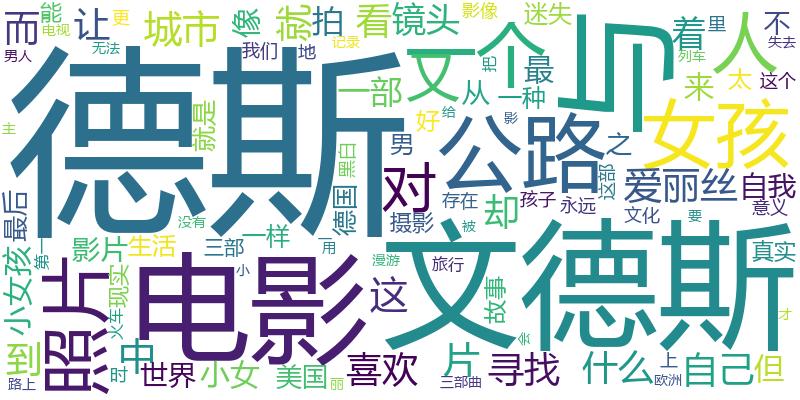 德斯
文德斯
电影
公路
与
女孩
照片
文
一个
人
对
爱丽丝
城市
而
让
像
就
拍
看
镜头
迷失
着
里
不
能
更
影像
电视
男人
无法
我们
地
记录
把
列车
失去
最
来
太
这个
一部
从
一种
就是
好
男
之
黑白
德国
给
影
主
最后
小女孩
第一
影片
生活
三部
一样
没有
小
用
摄影
存在
被
孩子
永远
这部
文化
要
自我
意义
却
这
漫游
旅行
故事
真实
现实
火车
才
到
路上
中
时
世界
小女
美国
丽
喜欢
片
三部曲
寻找
会
什么
上
欧洲
自己
但